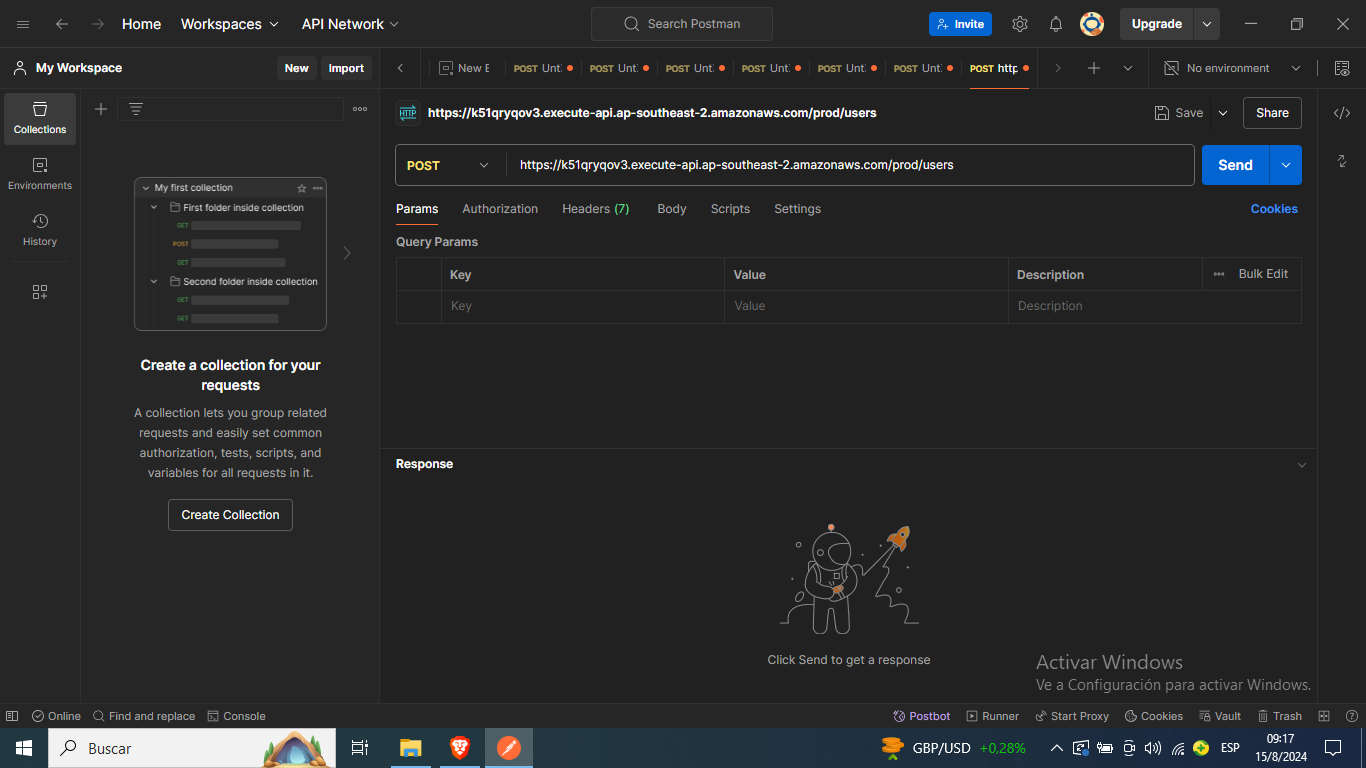 Home Workspaces API Network Search Postman Invite Upgrade
My Workspace New Import New E POST Unt POST Unt POST Unt POST Unt POST Unt POST Unt POST http No environment
Collections
Environments
History
My first collection
First folder inside collection
GET
POST
GET
Second folder inside collection
GET
GET
Create a collection for your
requests
A collection lets you group related
requests and easily set common
authorization, tests, scripts, and
variables for all requests in it.
Create Collection
HTTP https://k51qryqov3.execute-api.ap-southeast-2.amazonaws.com/prod/users Save Share
POST https://k51qryqov3.execute-api.ap-southeast-2.amazonaws.com/prod/users Send
Params Authorization Headers (7) Body Scripts Settings Cookies
Query Params
Key Value Description Bulk Edit
Key Value Description
Response
Click Send to get a response
Activar Windows
Ve a Configuración para activar Windows.
Online Find and replace Console Postbot Runner Start Proxy Cookies Vault Trash
Buscar GBP/USD +0,28% ESP 09:17
15/8/2024